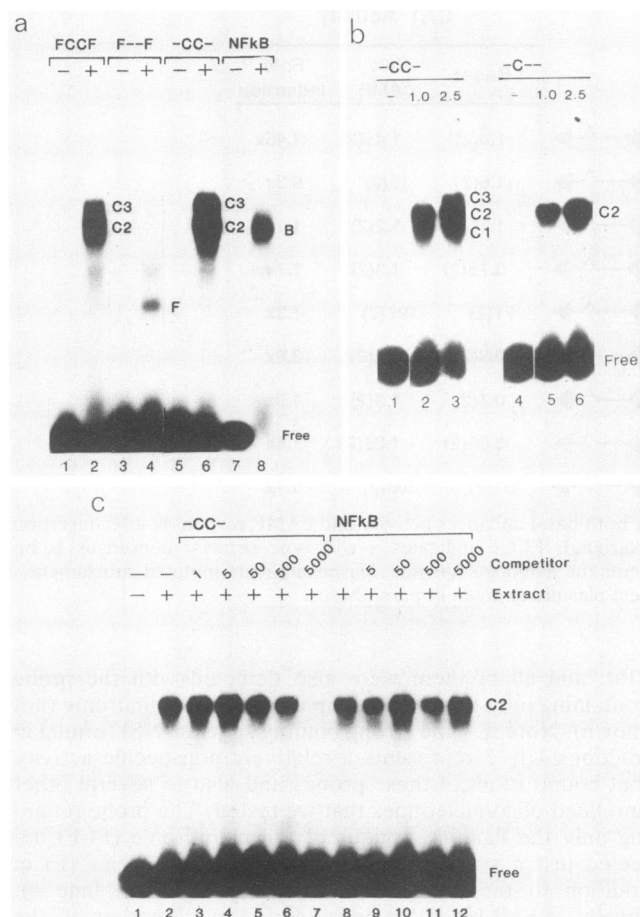 a
FCCF F--F -CC- NFkB
- + - + - + - +
C3
C2
F
C3
C2
B
Free
1 2 3 4 5 6 7 8
b
-CC- -C--
- 1.0 2.5 - 1.0 2.5
C3
C2
C1
C2
Free
1 2 3 4 5 6
C
-CC- NFkB
- 5 50 500 5000 - 5 50 500 5000 Competitor
- + + + + + + + + + + + Extract
C2
Free
1 2 3 4 5 6 7 8 9 10 11 12